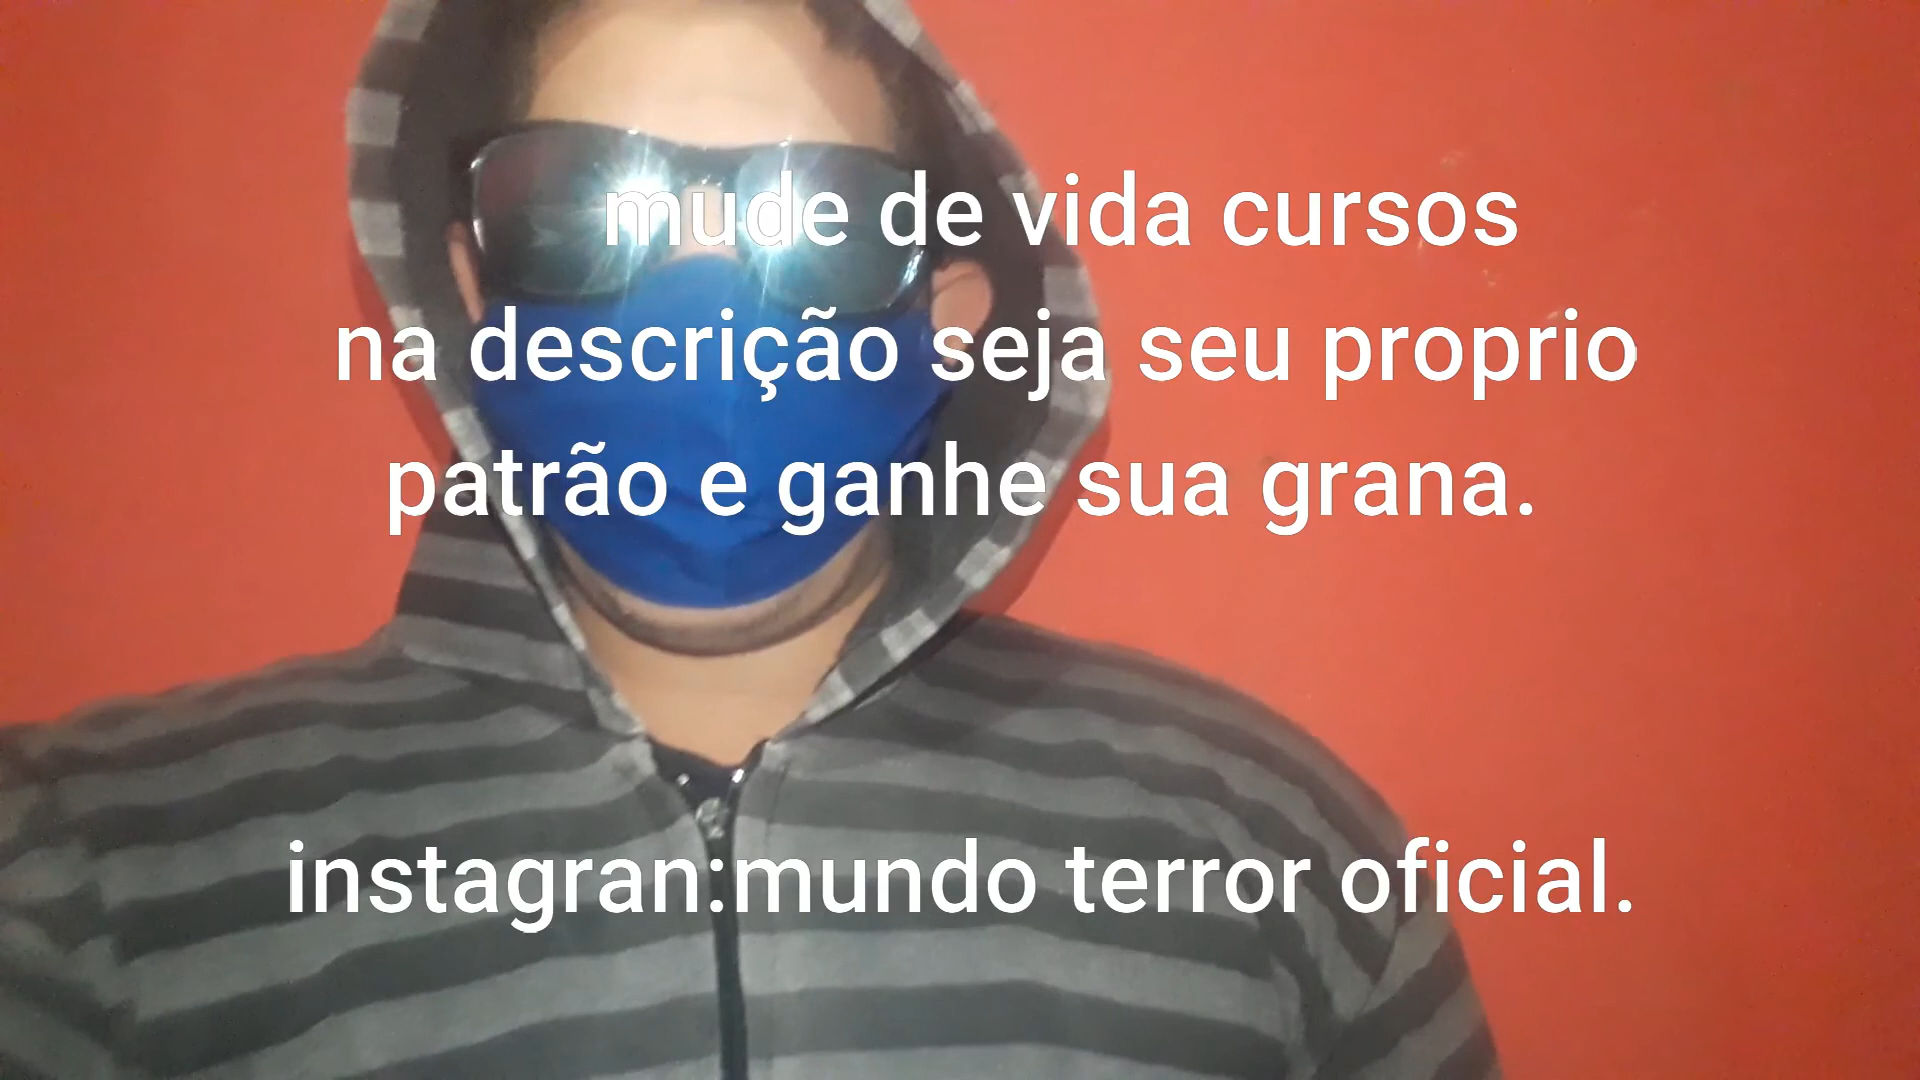 mude de vida cursos
na descrição seja seu proprio
patrão e ganhe sua grana.
instagran:mundo terror oficial.